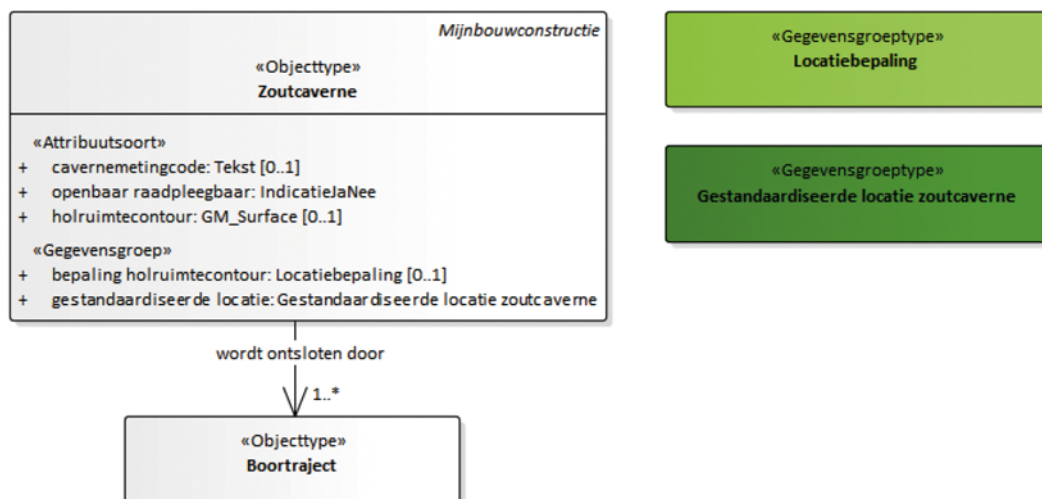 Mijnbouwconstructie
«Objecttype»
Zoutcaverne
«Attribuutsoort»
+ cavernemetingcode: Tekst [0..1]
+ openbaar raadpleegbaar: IndicatieJaNee
+ holruimtecontour: GM_Surface [0..1]
«Gegevensgroep»
+ bepaling holruimtecontour: Locatiebepaling [0..1]
+ gestandaardiseerde locatie: Gestandaardiseerde locatie zoutcaverne
wordt ontsloten door
1..*
«Objecttype»
Boortraject
«Gegevensgroeptype»
Locatiebepaling
«Gegevensgroeptype»
Gestandaardiseerde locatie zoutcaverne